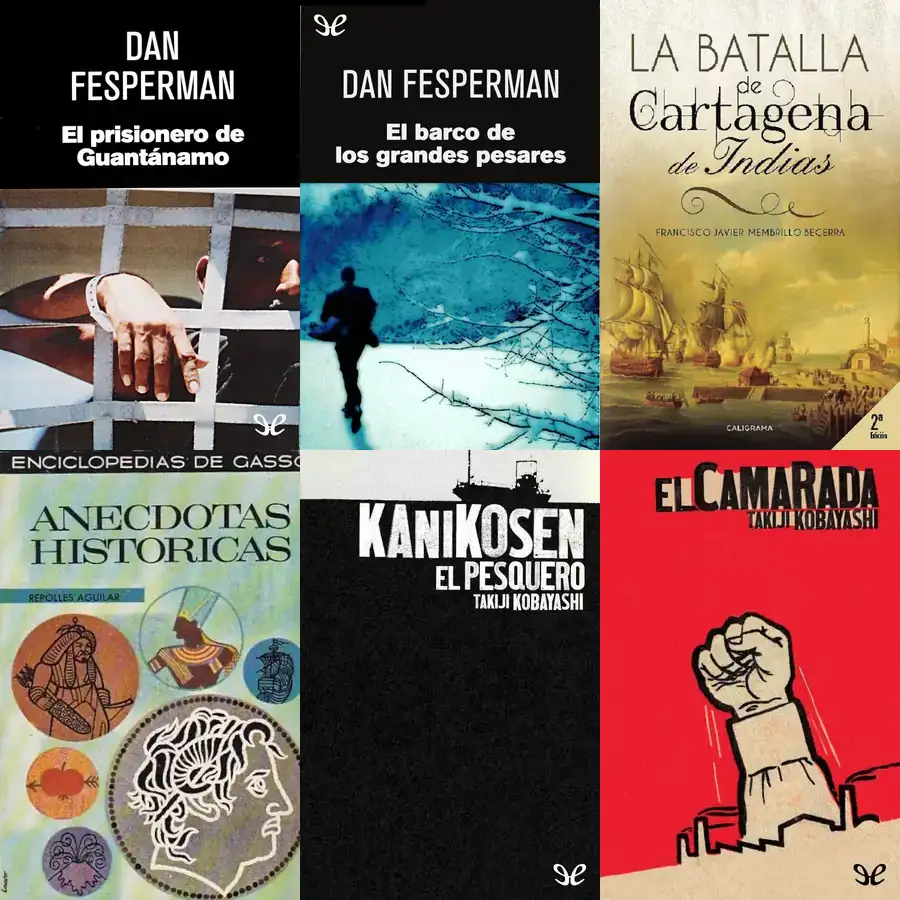 DAN
FESPERMAN
El prisionero de
Guantánamo
DAN FESPERMAN
El barco de
los grandes pesares
LA BATALLA
de
Cartagena
de Indias
FRANCISCO JAVIER MEMBRILLO BECERRA
CALIGRAMA
2ª
Edición
ENCICLOPEDIAS DE GASSO
ANECDOTAS
HISTORICAS
REPOLLES AGUILAR
KANIKOSEN
EL PESQUERO
TAKIJI KOBAYASHI
EL CAMARADA
TAKIJI KOBAYASHI